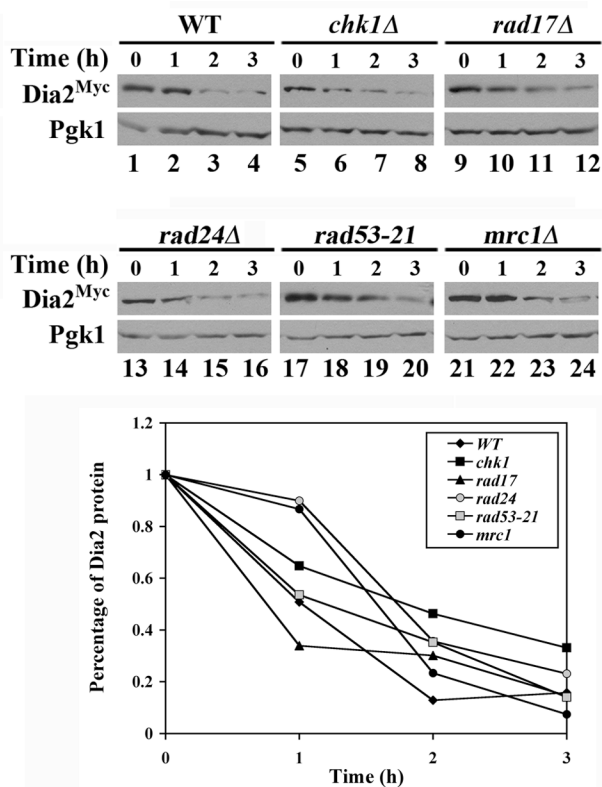 WT chk1Δ rad17Δ
Time (h) 0 1 2 3 0 1 2 3 0 1 2 3
Dia2Myc
Pgk1
1 2 3 4 5 6 7 8 9 10 11 12
rad24Δ rad53-21 mrc1Δ
Time (h) 0 1 2 3 0 1 2 3 0 1 2 3
Dia2Myc
Pgk1
13 14 15 16 17 18 19 20 21 22 23 24
Percentage of Dia2 protein
1.2
1
0.8
0.6
0.4
0.2
0
WT
chk1
rad17
rad24
rad53-21
mrc1
0 1 2 3
Time (h)